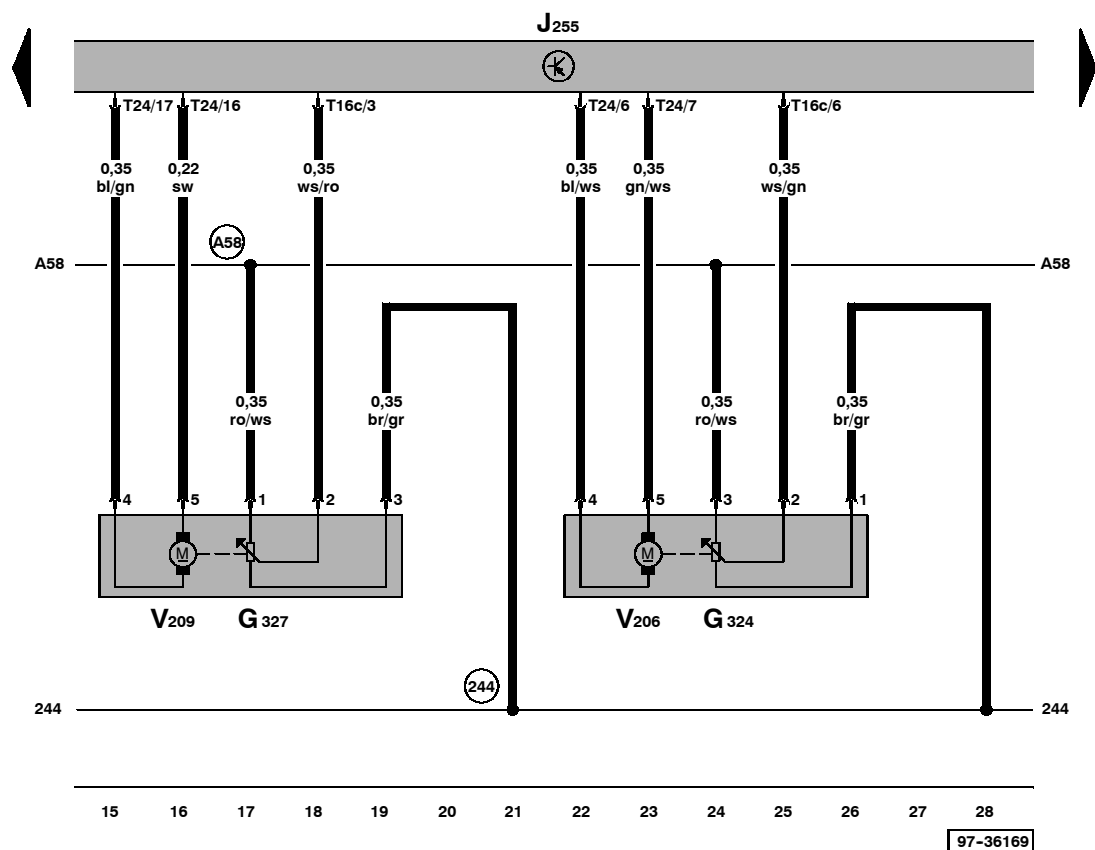 J255
T24/17 T24/16 T16c/3 T24/6 T24/7 T16c/6
0,35 0,22 0,35 0,35 0,35 0,35
bl/gn sw ws/ro bl/ws gn/ws ws/gn
A58
A58 A58
0,35 0,35 0,35 0,35
ro/ws br/gr ro/ws br/gr
4 5 1 2 3 4 5 3 2 1
M M
V209 G327 V206 G324
244
244 244
15 16 17 18 19 20 21 22 23 24 25 26 27 28
97-36169